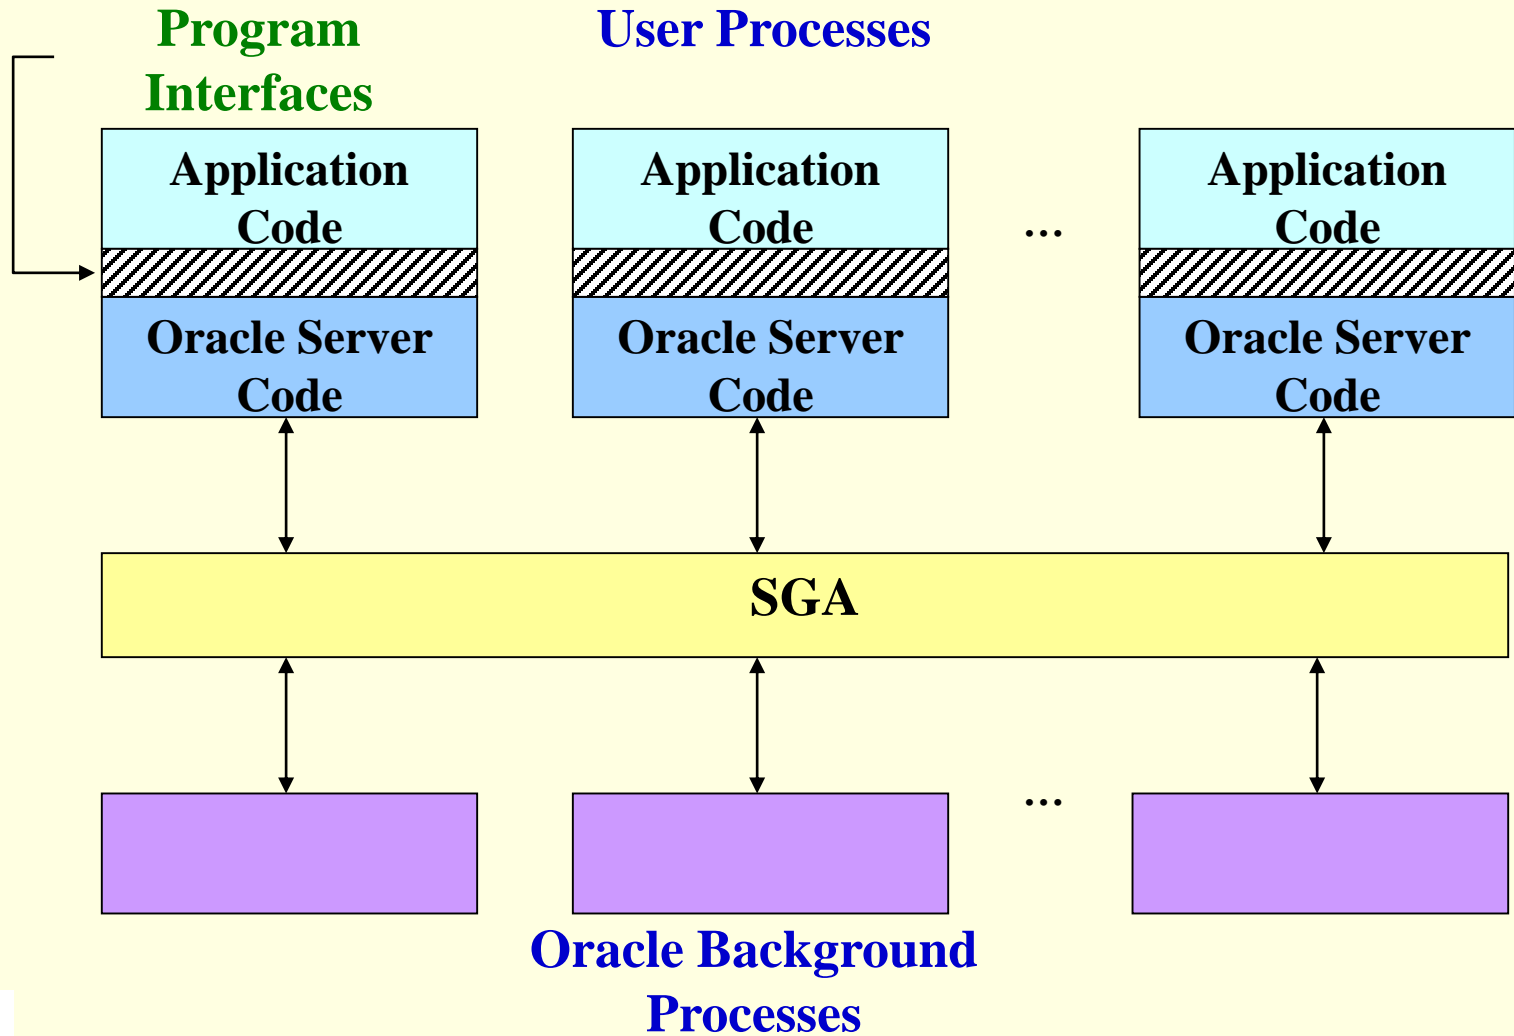 Program
Interfaces
User Processes
Application
Code
Application
Code
...
Application
Code
Oracle Server
Code
Oracle Server
Code
Oracle Server
Code
SGA
...
Oracle Background
Processes